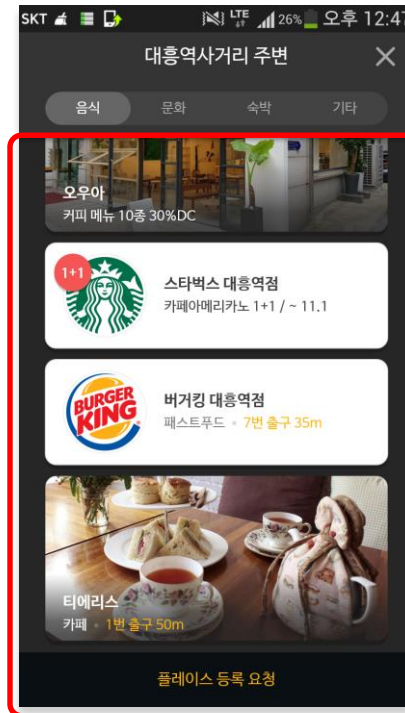 SKT LTE 26% 오후 12:47
대흥역사거리 주변
음식 문화 숙박 기타
오우아
커피 메뉴 10종 30%DC
1+1
스타벅스 대흥역점
카페아메리카노 1+1 / ~ 11.1
BURGER
KING
버거킹 대흥역점
패스트푸드 • 7번 출구 35m
티에리스
카페 • 1번 출구 50m
플레이스 등록 요청